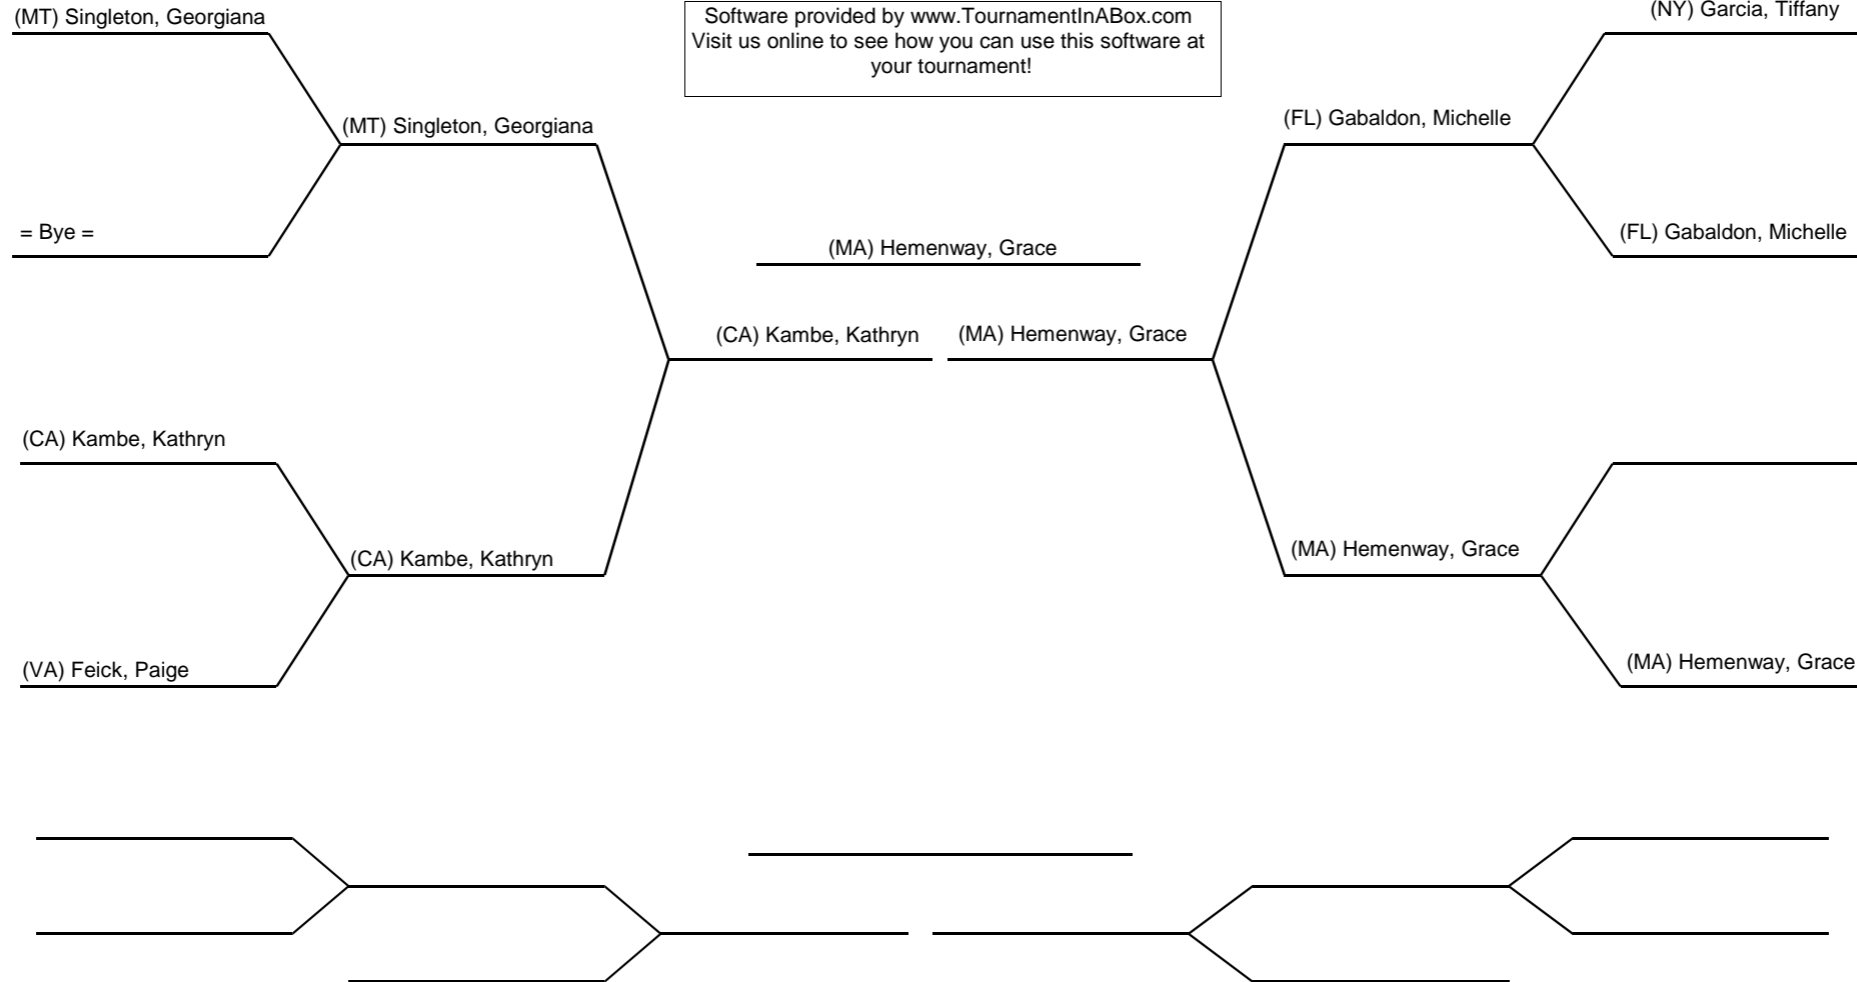 (MT) Singleton, Georgiana
Software provided by www.TournamentInABox.com
Visit us online to see how you can use this software at
your tournament!
(NY) Garcia, Tiffany
(MT) Singleton, Georgiana
(FL) Gabaldon, Michelle
= Bye =
(MA) Hemenway, Grace
(FL) Gabaldon, Michelle
(CA) Kambe, Kathryn
(MA) Hemenway, Grace
(CA) Kambe, Kathryn
(CA) Kambe, Kathryn
(MA) Hemenway, Grace
(VA) Feick, Paige
(MA) Hemenway, Grace